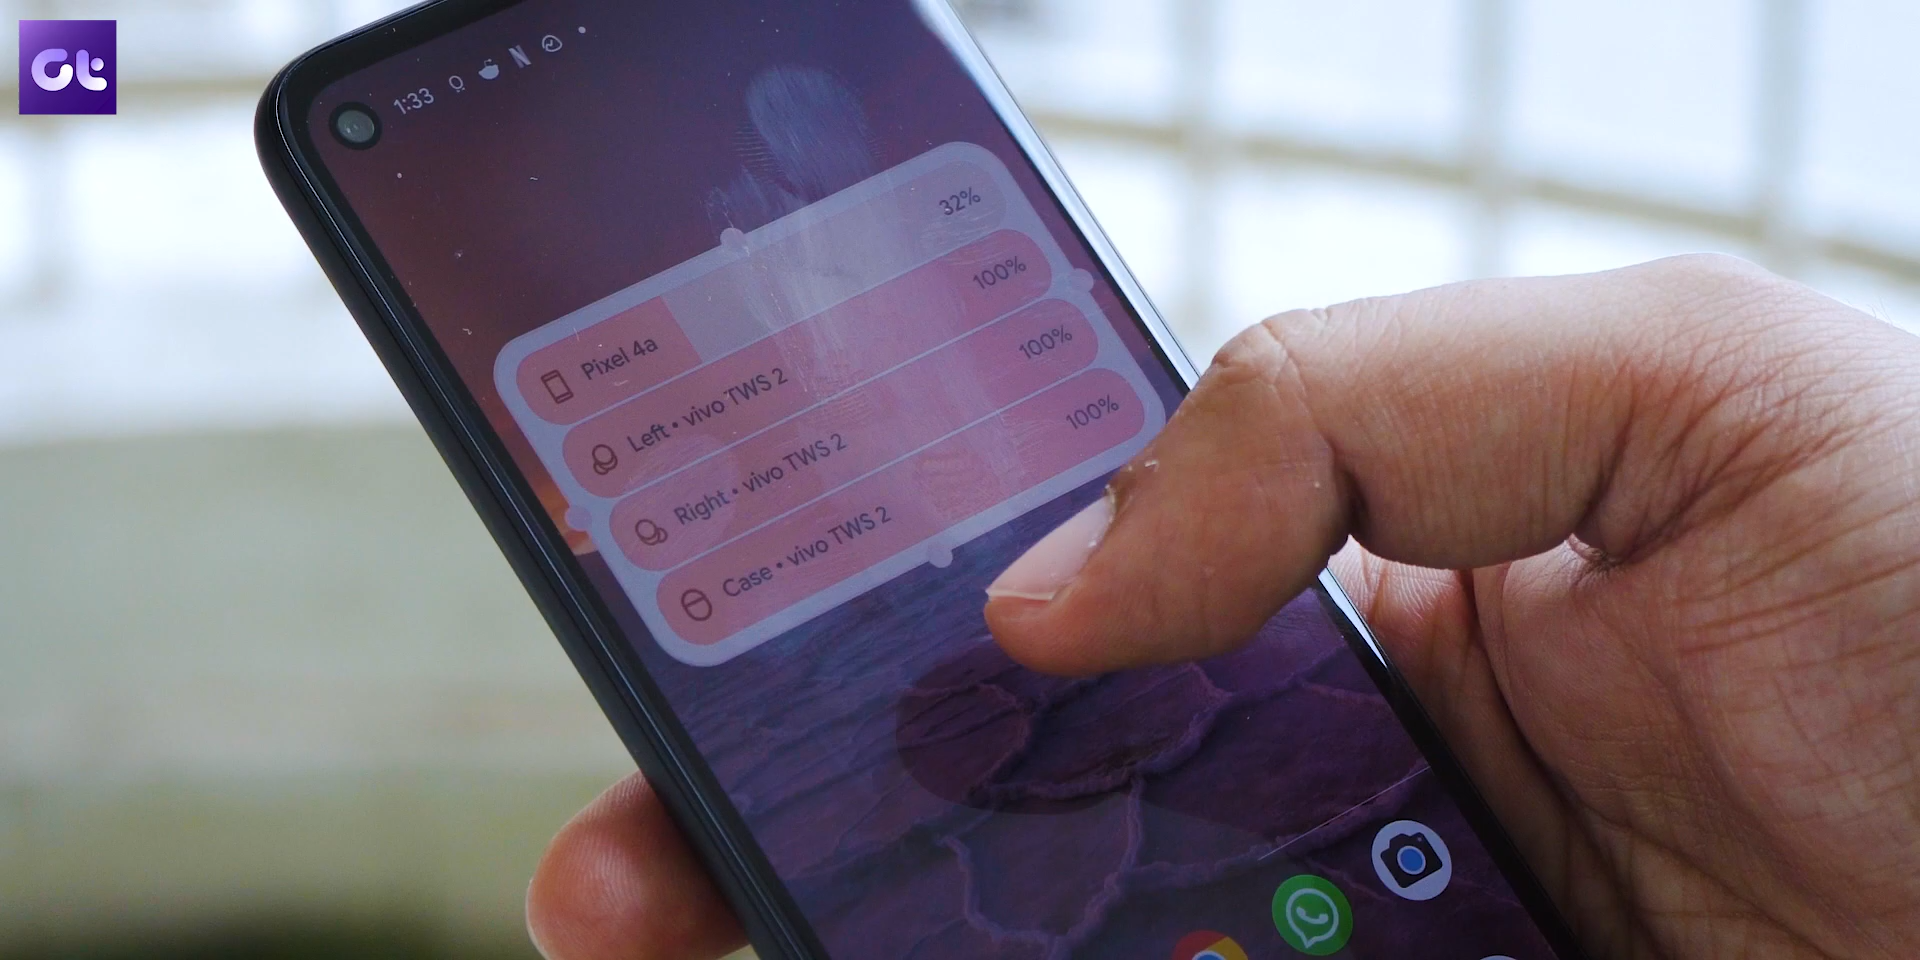 Gt
1:33 N
Pixel 4a 32%
Left • vivo TWS 2 100%
Right • vivo TWS 2 100%
Case • vivo TWS 2 100%